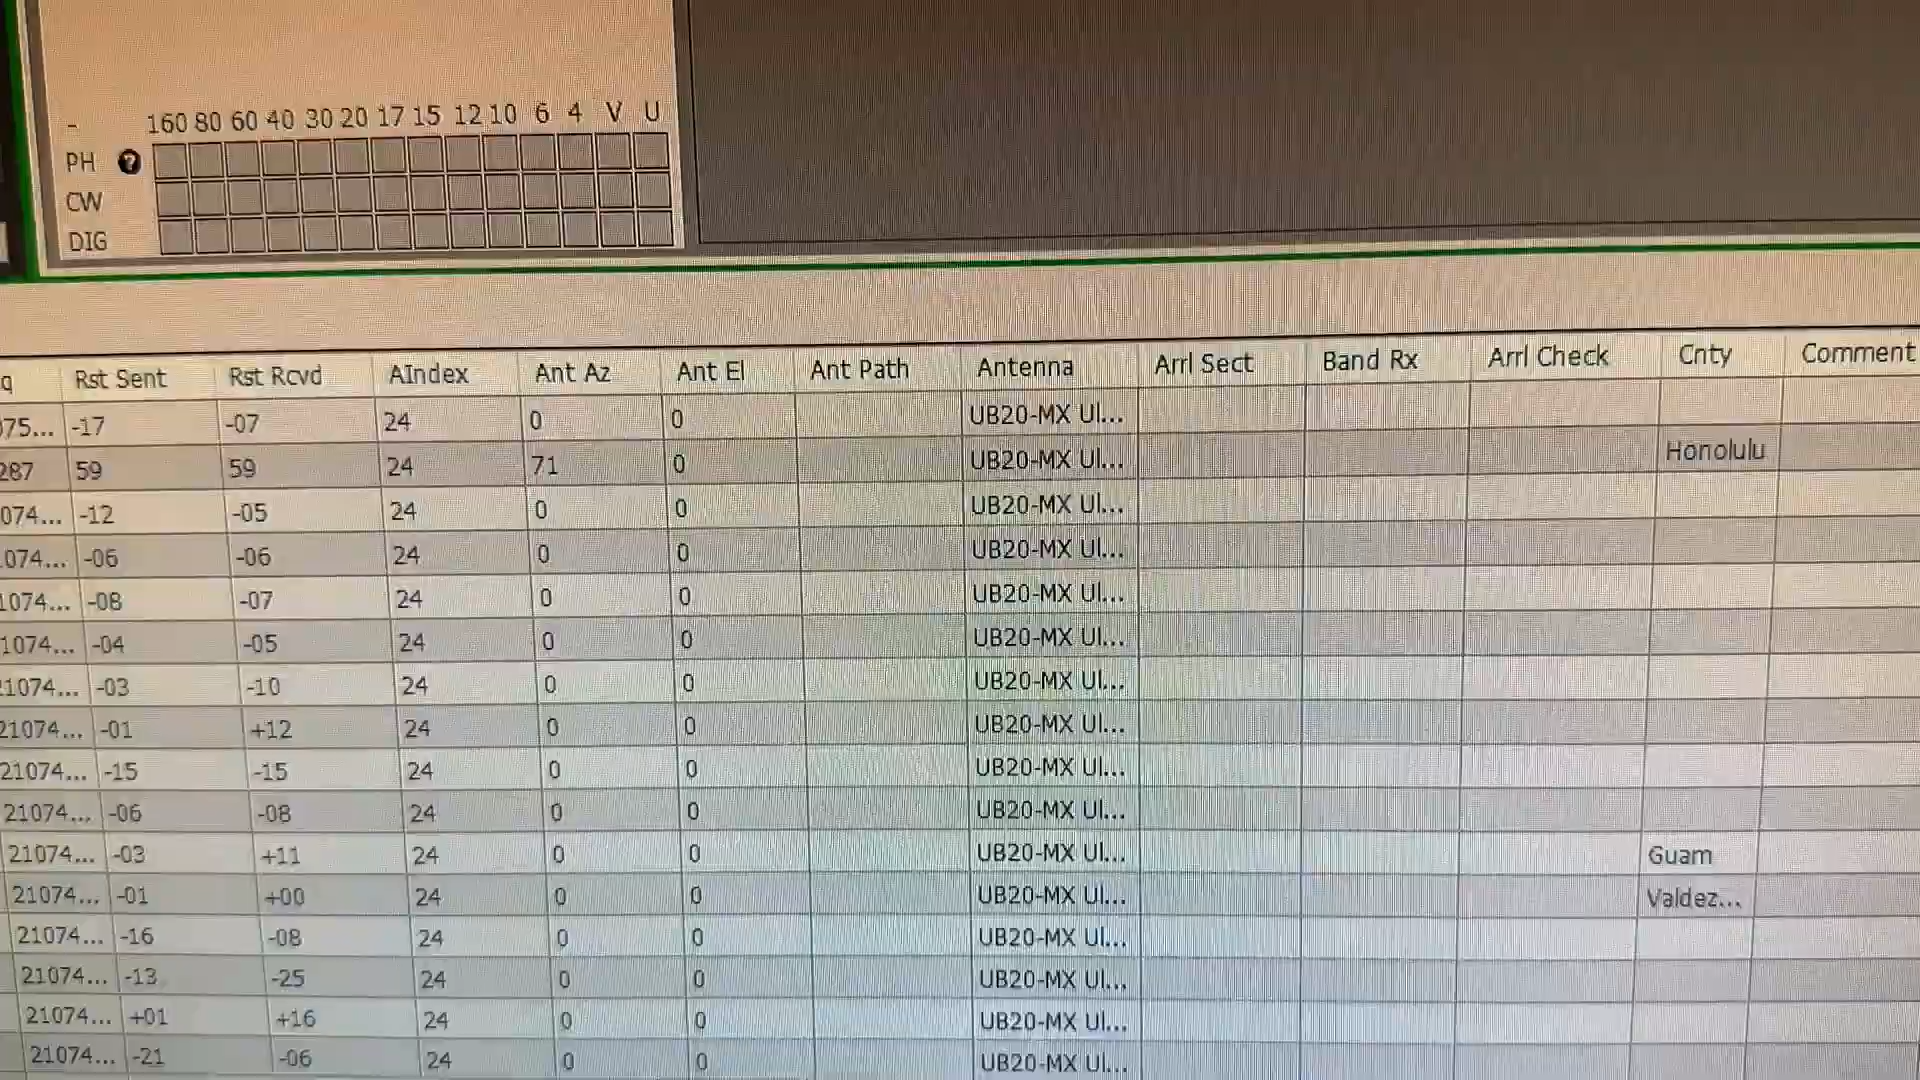 - 160 80 60 40 30 20 17 15 12 10 6 4 V U
PH ?
CW
DIG
q Rst Sent Rst Rcvd AIndex Ant Az Ant El Ant Path Antenna Arrl Sect Band Rx Arrl Check Cnty Comment
075... -17 -07 24 0 0 UB20-MX Ul...
287 59 59 24 71 0 UB20-MX Ul... Honolulu
074... -12 -05 24 0 0 UB20-MX Ul...
1074... -06 -06 24 0 0 UB20-MX Ul...
1074... -08 -07 24 0 0 UB20-MX Ul...
1074... -04 -05 24 0 0 UB20-MX Ul...
21074... -03 -10 24 0 0 UB20-MX Ul...
21074... -01 +12 24 0 0 UB20-MX Ul...
21074... -15 -15 24 0 0 UB20-MX Ul...
21074... -06 -08 24 0 0 UB20-MX Ul...
21074... -03 +11 24 0 0 UB20-MX Ul... Guam
21074... -01 +00 24 0 0 UB20-MX Ul... Valdez...
21074... -16 -08 24 0 0 UB20-MX Ul...
21074... -13 -25 24 0 0 UB20-MX Ul...
21074... +01 +16 24 0 0 UB20-MX Ul...
21074... -21 -06 24 0 0 UB20-MX Ul...